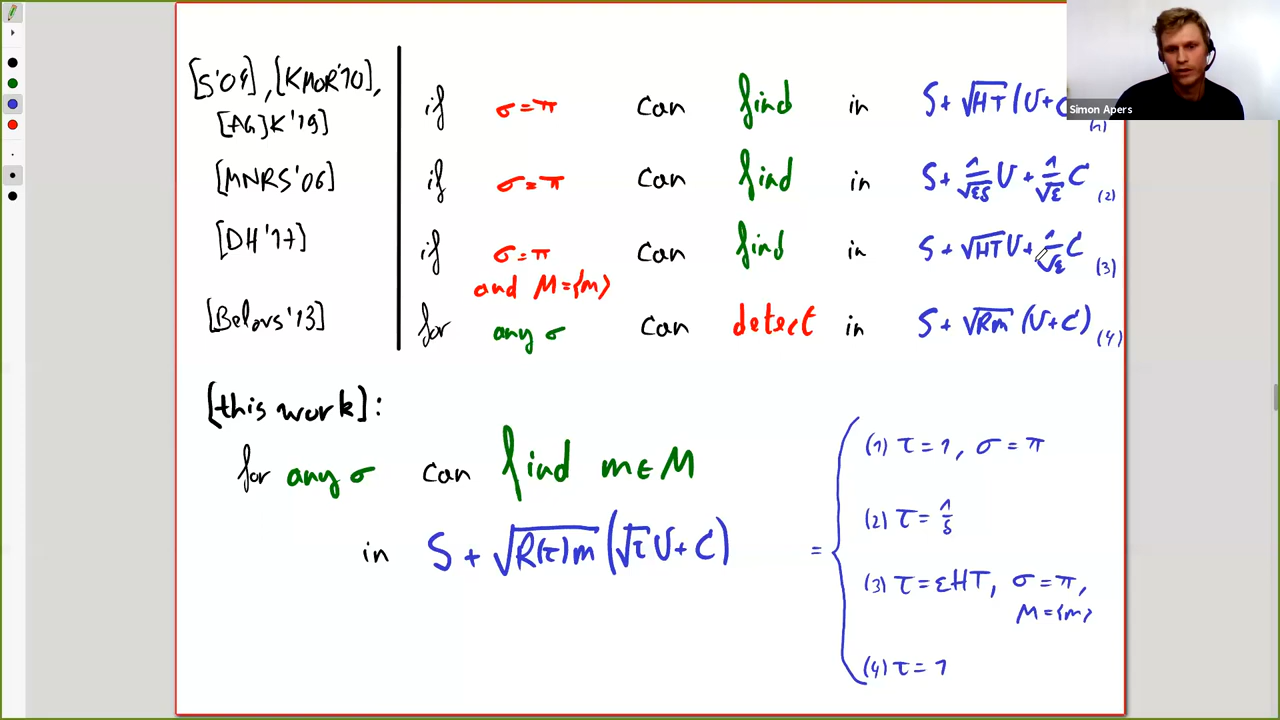 [S'04], [KMOR'10],
[AGJK'19] if σ=π can find in S+√HT (U+C
(1)
[MNRS'06] if σ=π can find in S+ 1/√εδ U + 1/√ε C (2)
[DH'17] if σ=π can find in S+√HT U+ 1/√ε C (3)
and M={m}
[Belovs'13] for any σ can detect in S+√Rm (U+C) (4)
[this work]:
for any σ can find m∈M
in S+√R(τ)m (√τ U+C)
= { (1) τ=1, σ=π
(2) τ= 1/δ
(3) τ=εHT, σ=π,
M={m}
(4) τ=1
Simon Apers